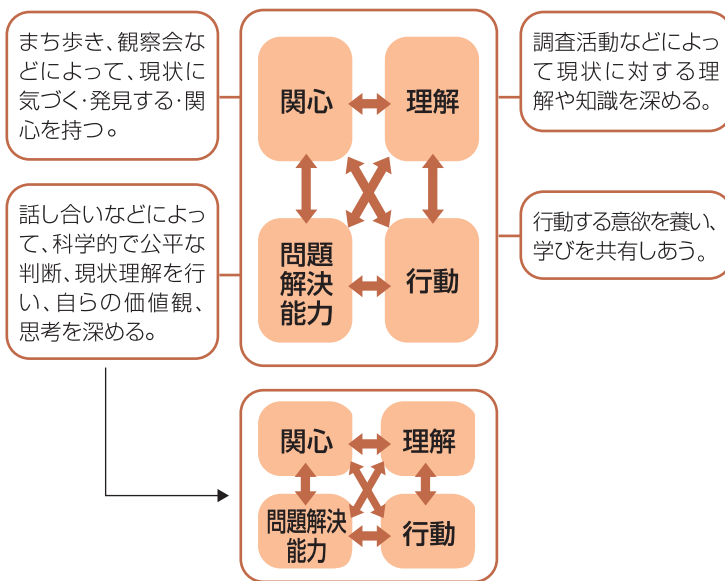 まち歩き、観察会な
どによって、現状に
気づく・発見する・関
心を持つ。
関心
理解
調査活動などによっ
て現状に対する理
解や知識を深める。
話し合いなどによっ
て、科学的で公平な
判断、現状理解を行
い、自らの価値観、
思考を深める。
問題
解決
能力
行動
行動する意欲を養い、
学びを共有しあう。
関心
理解
問題解決
能力
行動